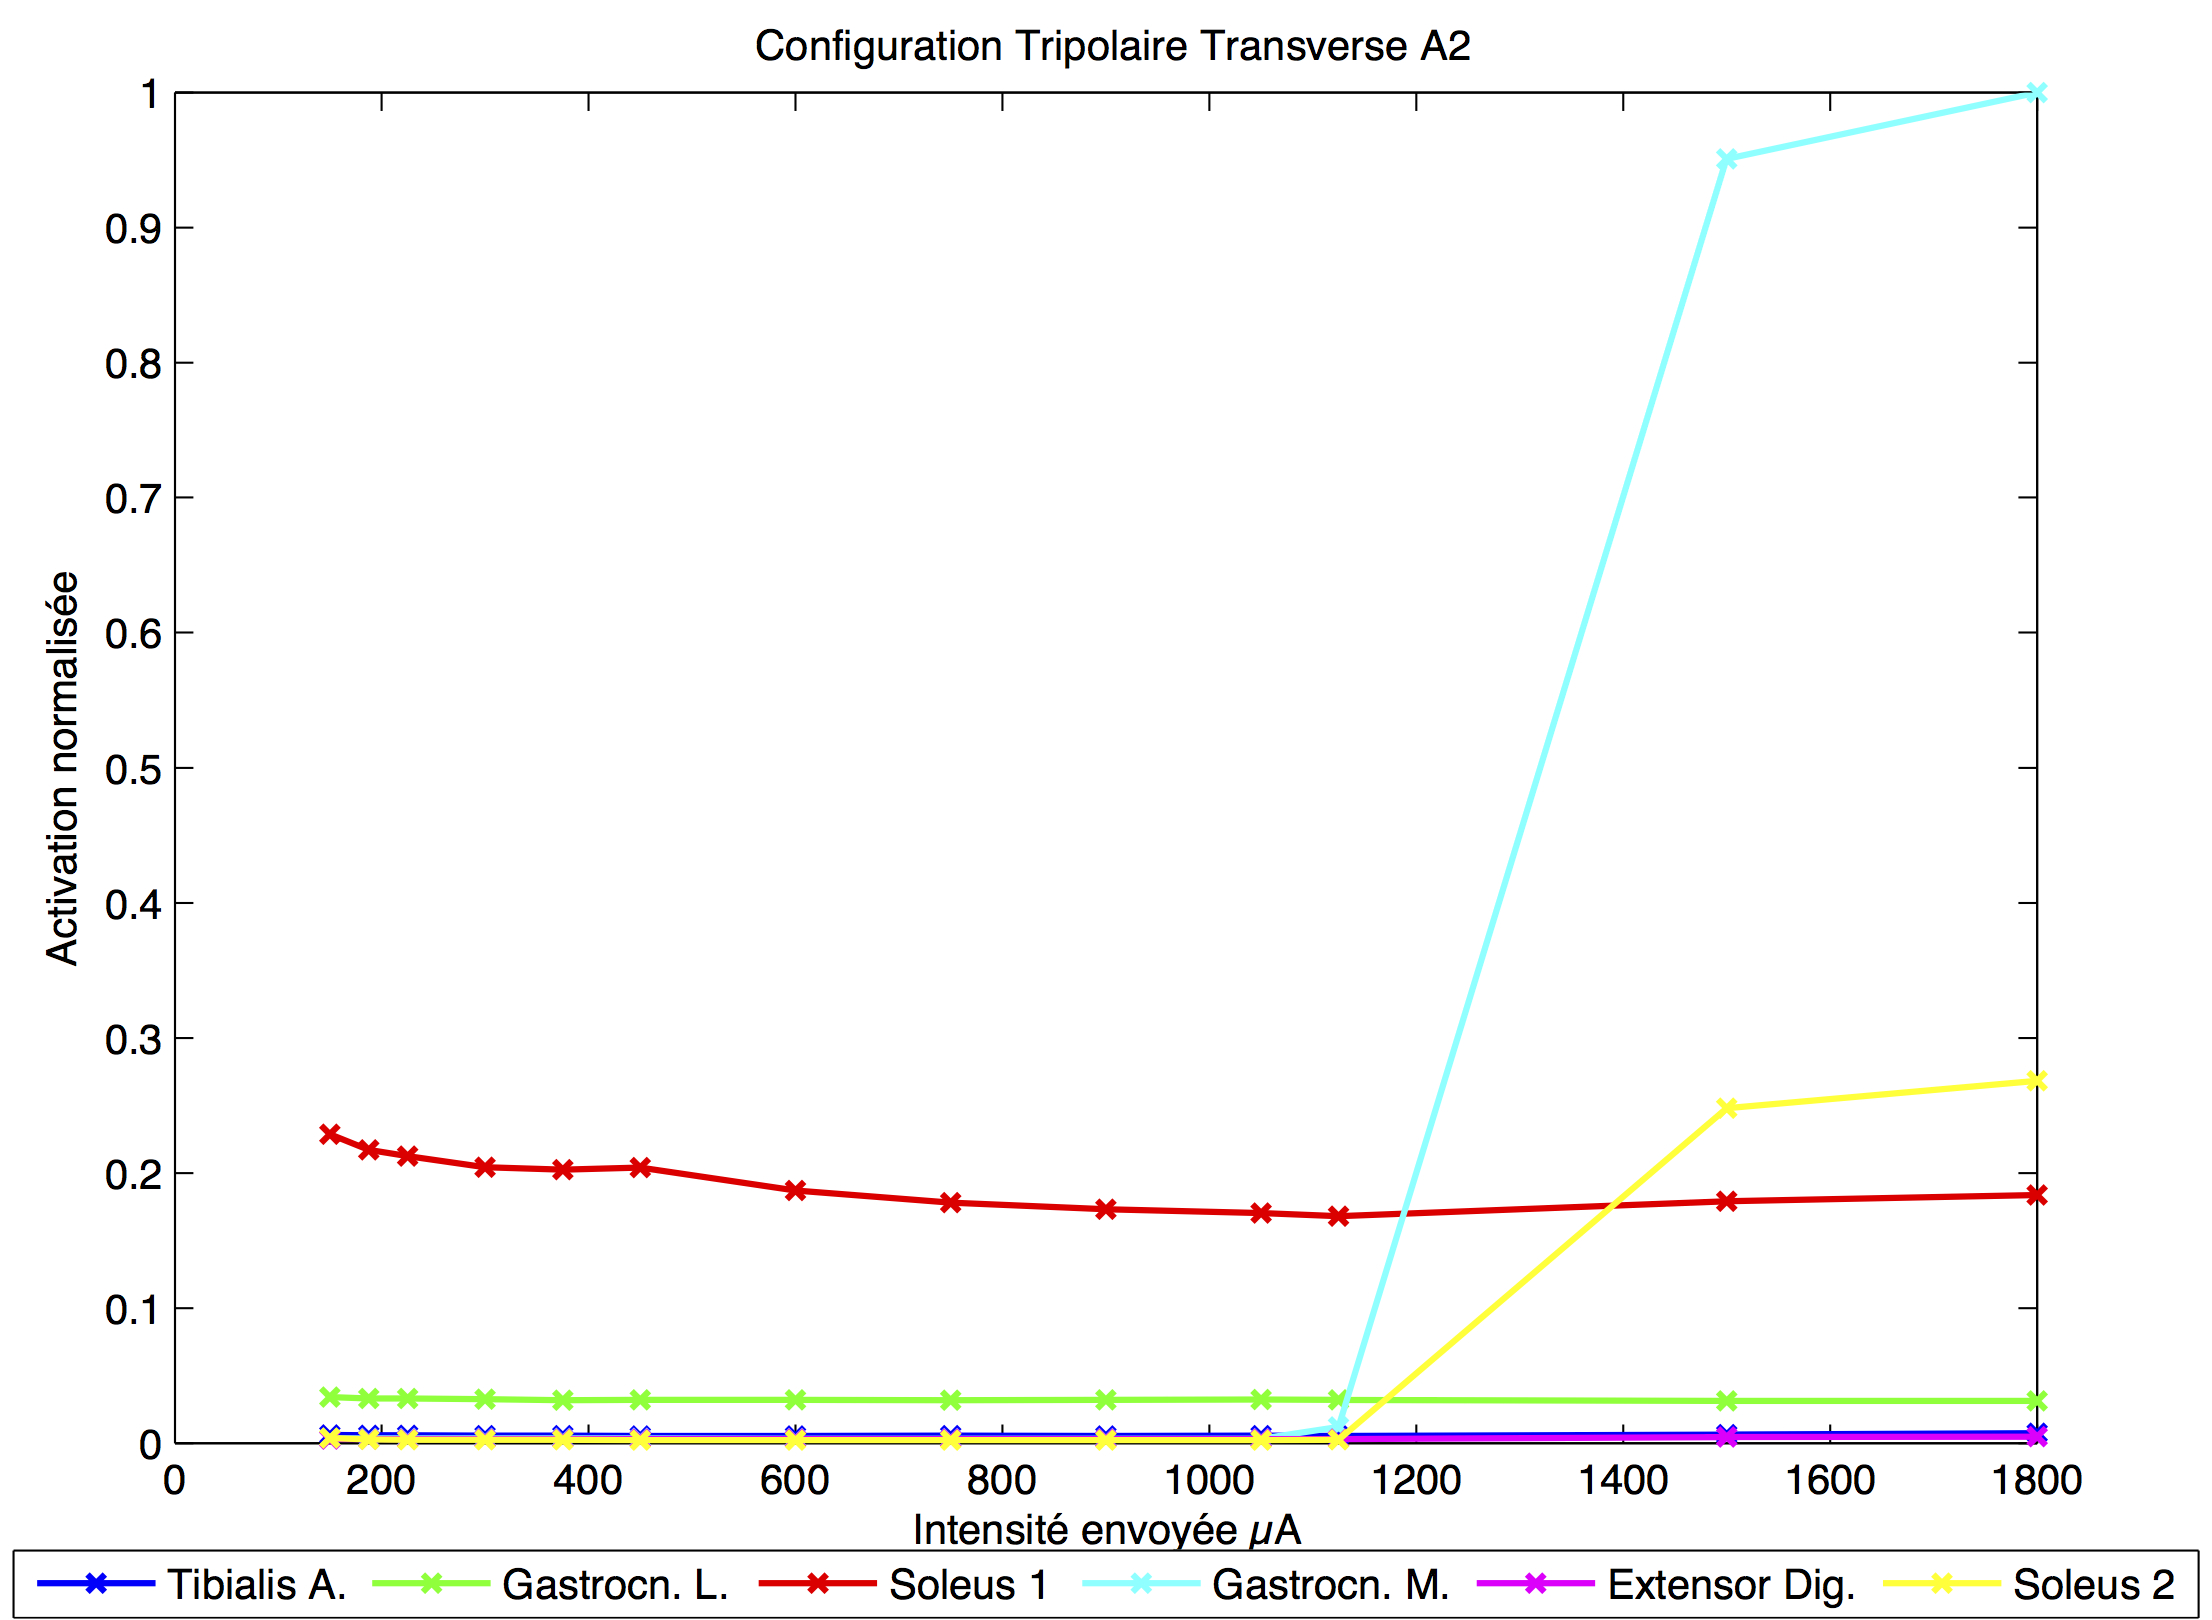 Configuration Tripolaire Transverse A2
1
0.9
0.8
0.7
0.6
0.5
0.4
0.3
0.2
0.1
0
Activation normalisée
0 200 400 600 800 1000 1200 1400 1600 1800
Intensité envoyée µA
Tibialis A. Gastrocn. L. Soleus 1 Gastrocn. M. Extensor Dig. Soleus 2